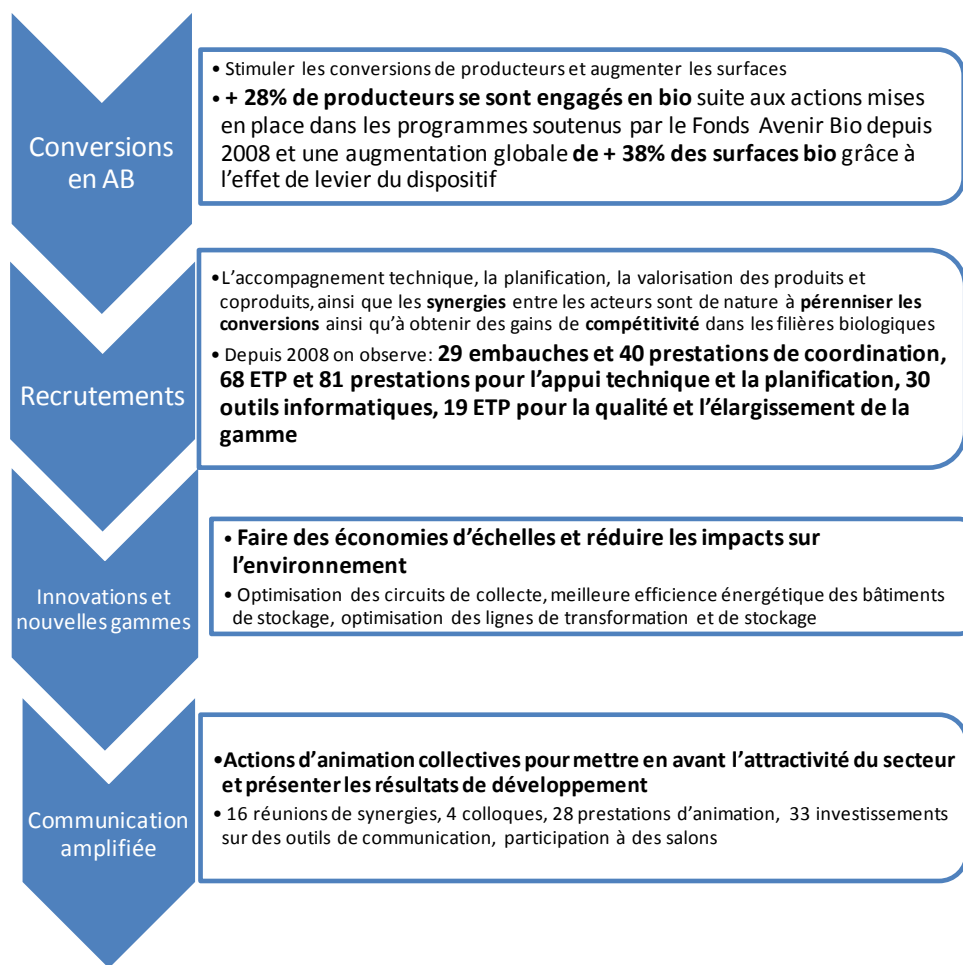 Conversions
en AB
• Stimuler les conversions de producteurs et augmenter les surfaces
• + 28% de producteurs se sont engagés en bio suite aux actions mises
en place dans les programmes soutenus par le Fonds Avenir Bio depuis
2008 et une augmentation globale de + 38% des surfaces bio grâce à
l’effet de levier du dispositif
Recrutements
•L’accompagnement technique, la planification, la valorisation des produits et
coproduits, ainsi que les synergies entre les acteurs sont de nature à pérenniser les
conversions ainsi qu’à obtenir des gains de compétitivité dans les filières biologiques
• Depuis 2008 on observe: 29 embauches et 40 prestations de coordination,
68 ETP et 81 prestations pour l’appui technique et la planification, 30
outils informatiques, 19 ETP pour la qualité et l’élargissement de la
gamme
Innovations et
nouvelles gammes
• Faire des économies d’échelles et réduire les impacts sur
l’environnement
• Optimisation des circuits de collecte, meilleure efficience énergétique des bâtiments
de stockage, optimisation des lignes de transformation et de stockage
Communication
amplifiée
•Actions d’animation collectives pour mettre en avant l’attractivité du secteur
et présenter les résultats de développement
• 16 réunions de synergies, 4 colloques, 28 prestations d’animation, 33 investissements
sur des outils de communication, participation à des salons